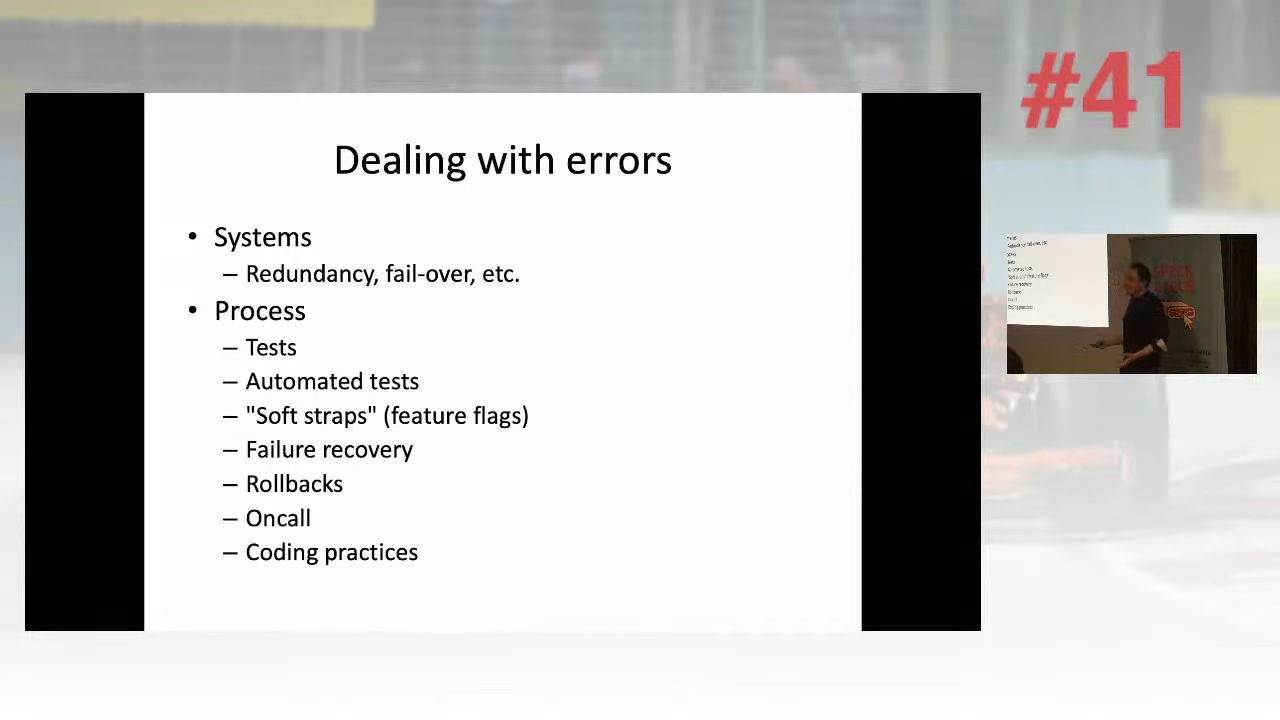 #41
Dealing with errors
• Systems
– Redundancy, fail-over, etc.
• Process
– Tests
– Automated tests
– "Soft straps" (feature flags)
– Failure recovery
– Rollbacks
– Oncall
– Coding practices